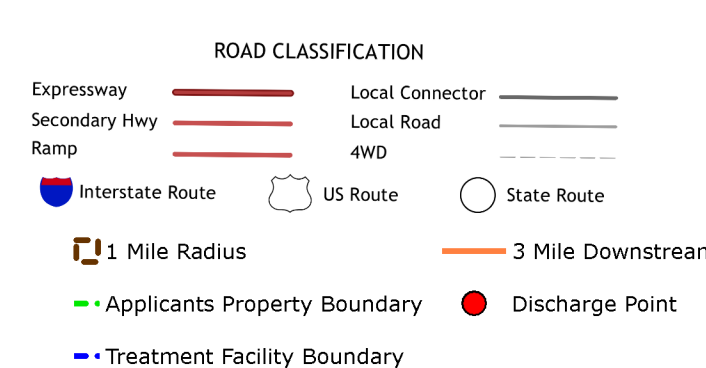 ROAD CLASSIFICATION
Expressway
Local Connector
Secondary Hwy
Local Road
Ramp
4WD
Interstate Route
US Route
State Route
1 Mile Radius
3 Mile Downstrear
Applicants Property Boundary
Discharge Point
Treatment Facility Boundary